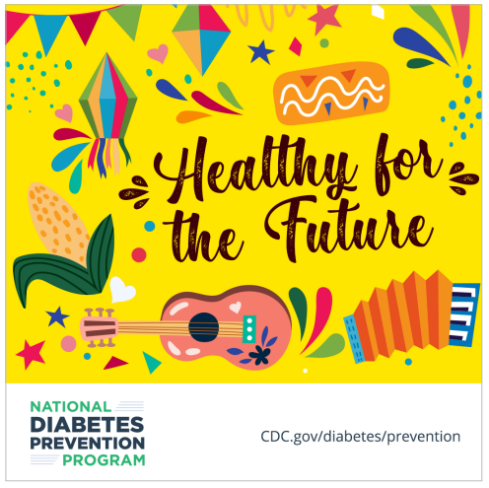 Healthy for
the Future
NATIONAL
DIABETES
PREVENTION
PROGRAM
CDC.gov/diabetes/prevention